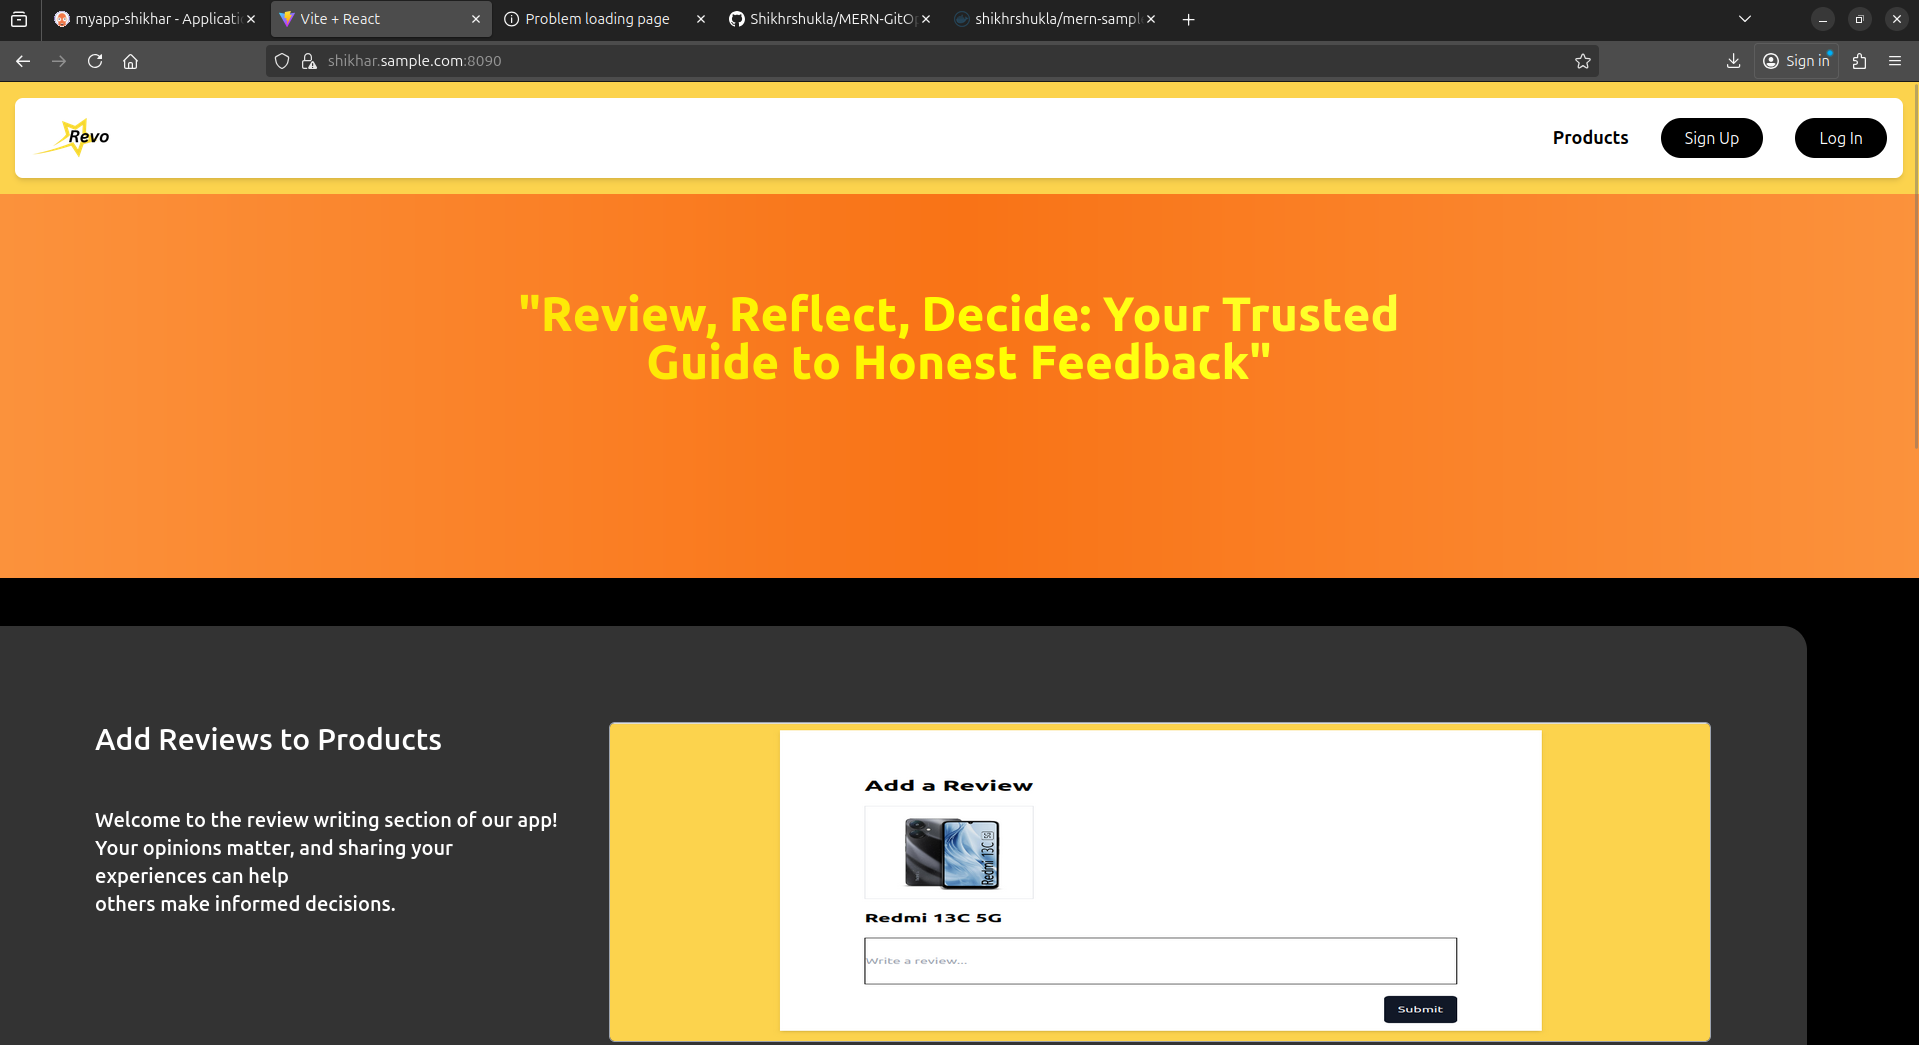 myapp-shikhar - Applicati
Vite + React
Problem loading page
Shikhrshukla/MERN-GitOp
shikhrshukla/mern-sampl
shikhar.sample.com:8090
Sign in
Revo
Products
Sign Up
Log In
"Review, Reflect, Decide: Your Trusted
Guide to Honest Feedback"
Add Reviews to Products
Welcome to the review writing section of our app!
Your opinions matter, and sharing your
experiences can help
others make informed decisions.
Add a Review
Redmi 13C 5G
Redmi 13C 5G
Write a review...
Submit